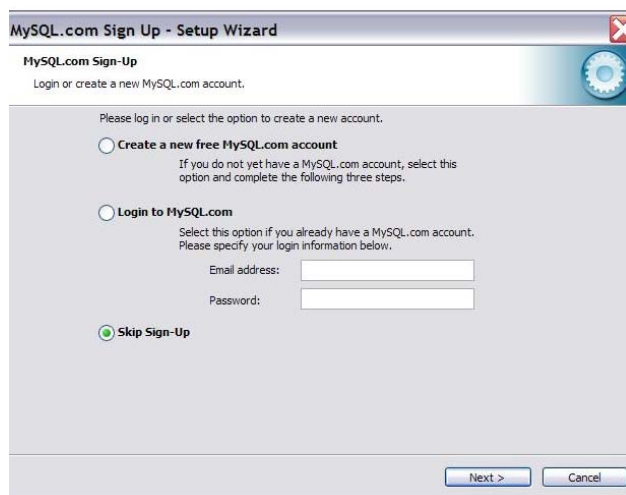 MySQL.com Sign Up - Setup Wizard
MySQL.com Sign-Up
Login or create a new MySQL.com account.
Please log in or select the option to create a new account.
Create a new free MySQL.com account
If you do not yet have a MySQL.com account, select this
option and complete the following three steps.
Login to MySQL.com
Select this option if you already have a MySQL.com account.
Please specify your login information below.
Email address:
Password:
Skip Sign-Up
Next >
Cancel